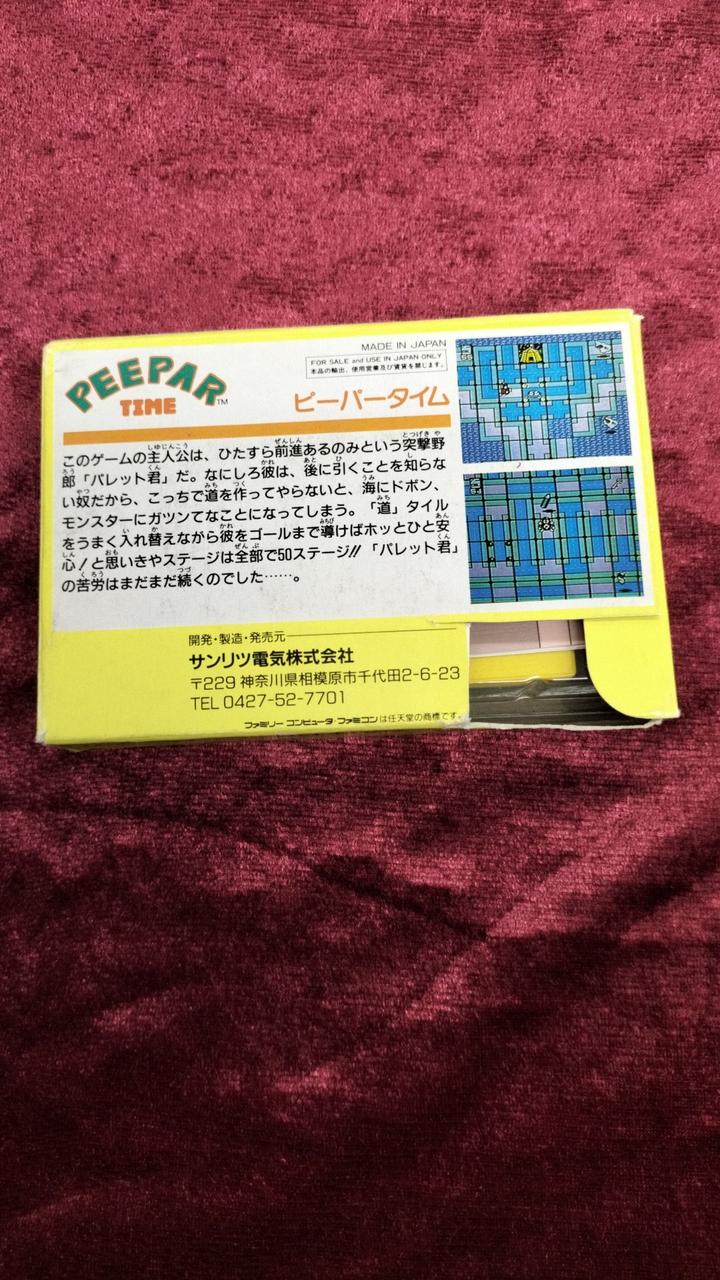 PEEPAR
TIME™
MADE IN JAPAN
FOR SALE and USE IN JAPAN ONLY
本品の輸出、使用営業及び賃貸を禁じます。
ピーパータイム
このゲームの主人公は、ひたすら前進あるのみという突撃野
郎「パレット君」だ。なにしろ彼は、後に引くことを知らな
い奴だから、こっちで道を作ってやらないと、海にドボン、
モンスターにガツンてなことになってしまう。「道」タイル
をうまく入れ替えながら彼をゴールまで導けばホッとひと安
心!と思いきやステージは全部で50ステージ!!「パレット君」
の苦労はまだまだ続くのでした……。
開発・製造・発売元
サンリツ電気株式会社
〒229 神奈川県相模原市千代田2-6-23
TEL 0427-52-7701
ファミリーコンピュータ・ファミコンは任天堂の商標です。